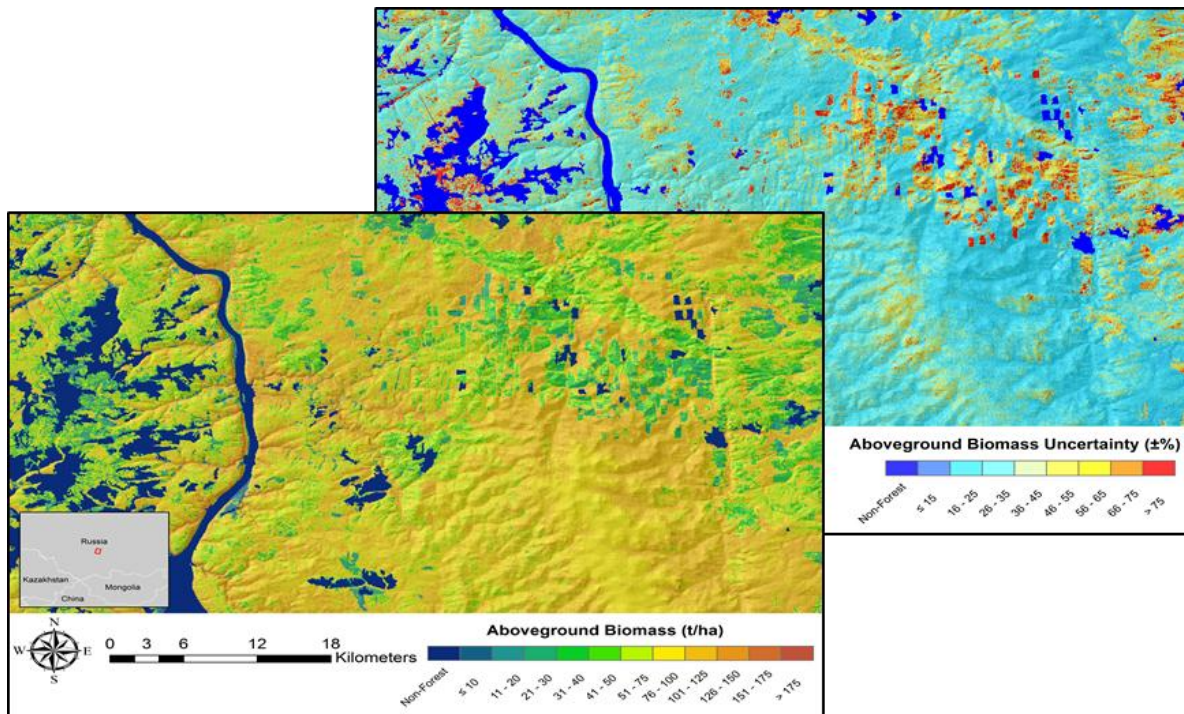 Aboveground Biomass Uncertainty (±%)
Non-Forest
≤ 15
16 - 25
26 - 35
36 - 45
46 - 55
56 - 65
66 - 75
> 75
Russia
Kazakhstan
Mongolia
China
N
W E
S
0 3 6 12 18
Kilometers
Aboveground Biomass (t/ha)
Non-Forest
≤ 10
11 - 20
21 - 30
31 - 40
41 - 50
51 - 75
76 - 100
101 - 125
126 - 150
151 - 175
> 175